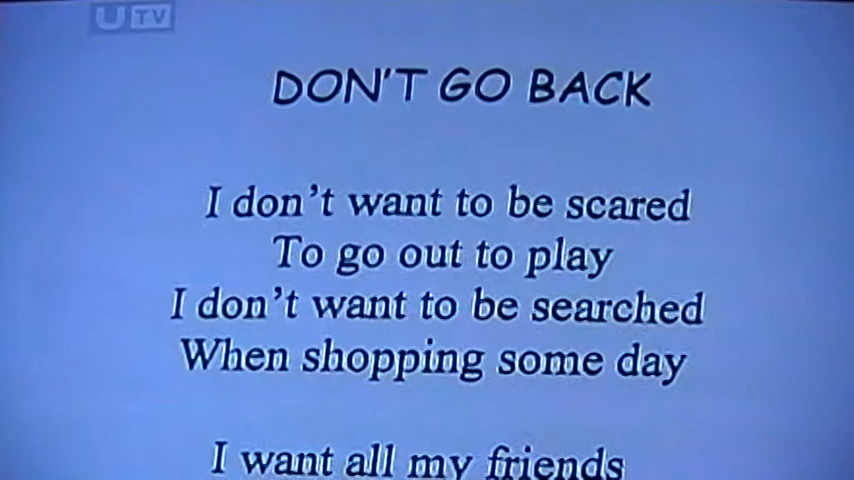 UTV
DON'T GO BACK
I don't want to be scared
To go out to play
I don't want to be searched
When shopping some day
I want all my friends